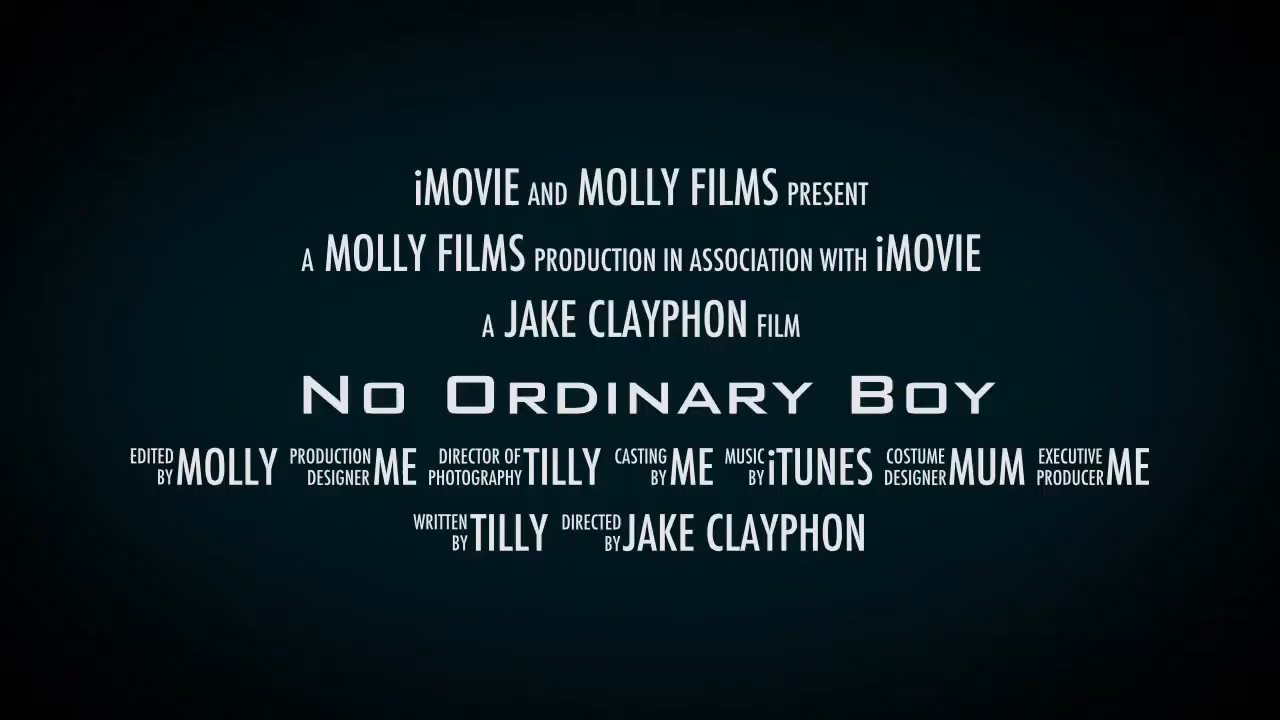 iMOVIE AND MOLLY FILMS PRESENT
A MOLLY FILMS PRODUCTION IN ASSOCIATION WITH iMOVIE
A JAKE CLAYPHON FILM
NO ORDINARY BOY
EDITED BY MOLLY PRODUCTION DESIGNER ME DIRECTOR OF PHOTOGRAPHY TILLY CASTING BY ME MUSIC BY iTUNES COSTUME DESIGNER MUM EXECUTIVE PRODUCER ME
WRITTEN BY TILLY DIRECTED BY JAKE CLAYPHON